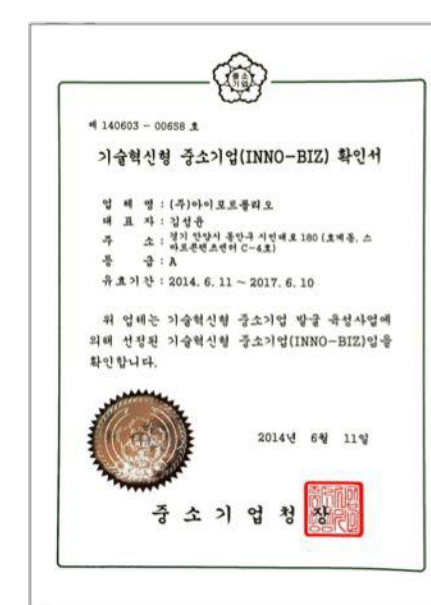 중소
기업
제 140603 - 00658 호
기술혁신형 중소기업(INNO-BIZ) 확인서
업 체 명 : (주)아이포트폴리오
대 표 자 : 김성윤
주 소 : 경기 안양시 동안구 시민대로 180 (호계동, 스
마트콘텐츠센터 C-4호)
등 급 : A
유효기간 : 2014. 6. 11 ~ 2017. 6. 10
위 업체는 기술혁신형 중소기업 발굴 육성사업에
의해 선정된 기술혁신형 중소기업(INNO-BIZ)임을
확인합니다.
2014년 6월 11일
중 소 기 업 청 장